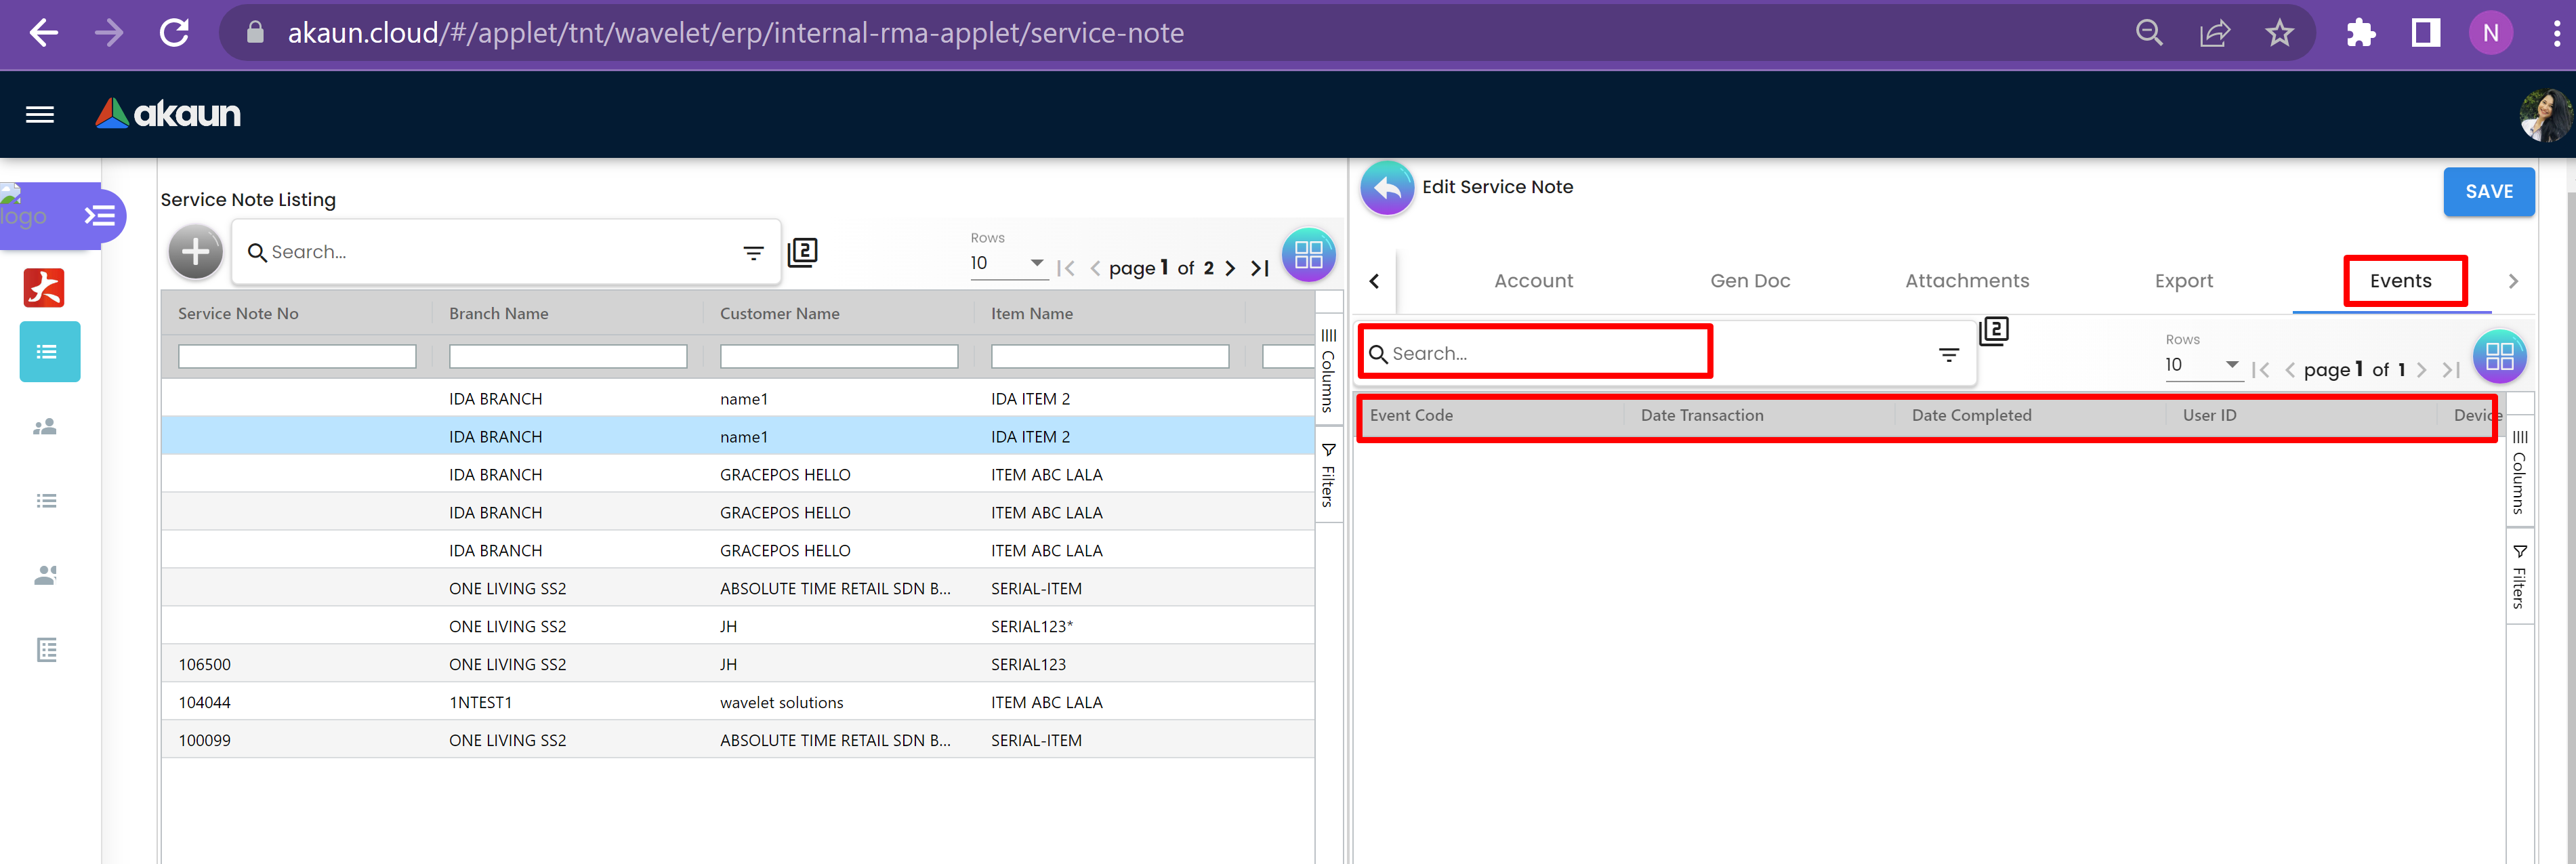 akaun.cloud/#/applet/tnt/wavelet/erp/internal-rma-applet/service-note
N
akaun
logo
Service Note Listing
Search...
2
Rows
10
page 1 of 2
Service Note No Branch Name Customer Name Item Name
IDA BRANCH name1 IDA ITEM 2
IDA BRANCH name1 IDA ITEM 2
IDA BRANCH GRACEPOS HELLO ITEM ABC LALA
IDA BRANCH GRACEPOS HELLO ITEM ABC LALA
IDA BRANCH GRACEPOS HELLO ITEM ABC LALA
ONE LIVING SS2 ABSOLUTE TIME RETAIL SDN B... SERIAL-ITEM
ONE LIVING SS2 JH SERIAL123*
106500 ONE LIVING SS2 JH SERIAL123
104044 1NTEST1 wavelet solutions ITEM ABC LALA
100099 ONE LIVING SS2 ABSOLUTE TIME RETAIL SDN B... SERIAL-ITEM
Columns
Filters
Edit Service Note
SAVE
Account Gen Doc Attachments Export Events
Search...
2
Rows
10
page 1 of 1
Event Code Date Transaction Date Completed User ID Device
Columns
Filters